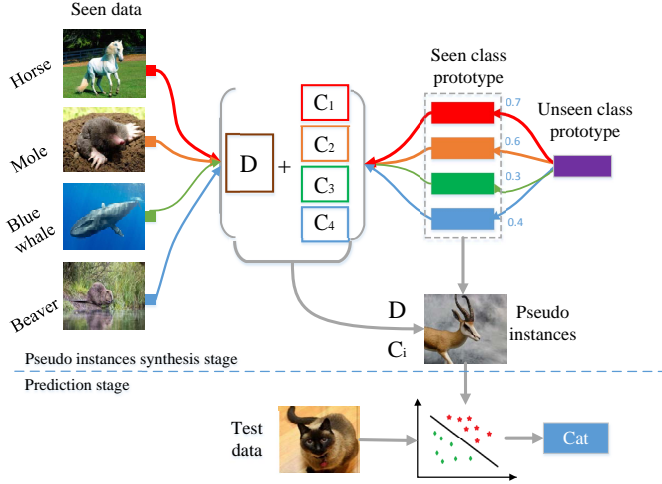 Seen data
Horse
Mole
Blue
whale
Beaver
D
+
C1
C2
C3
C4
Seen class
prototype
0.7
0.6
0.3
0.4
Unseen class
prototype
D
Ci
Pseudo
instances
Pseudo instances synthesis stage
Prediction stage
Test
data
Cat